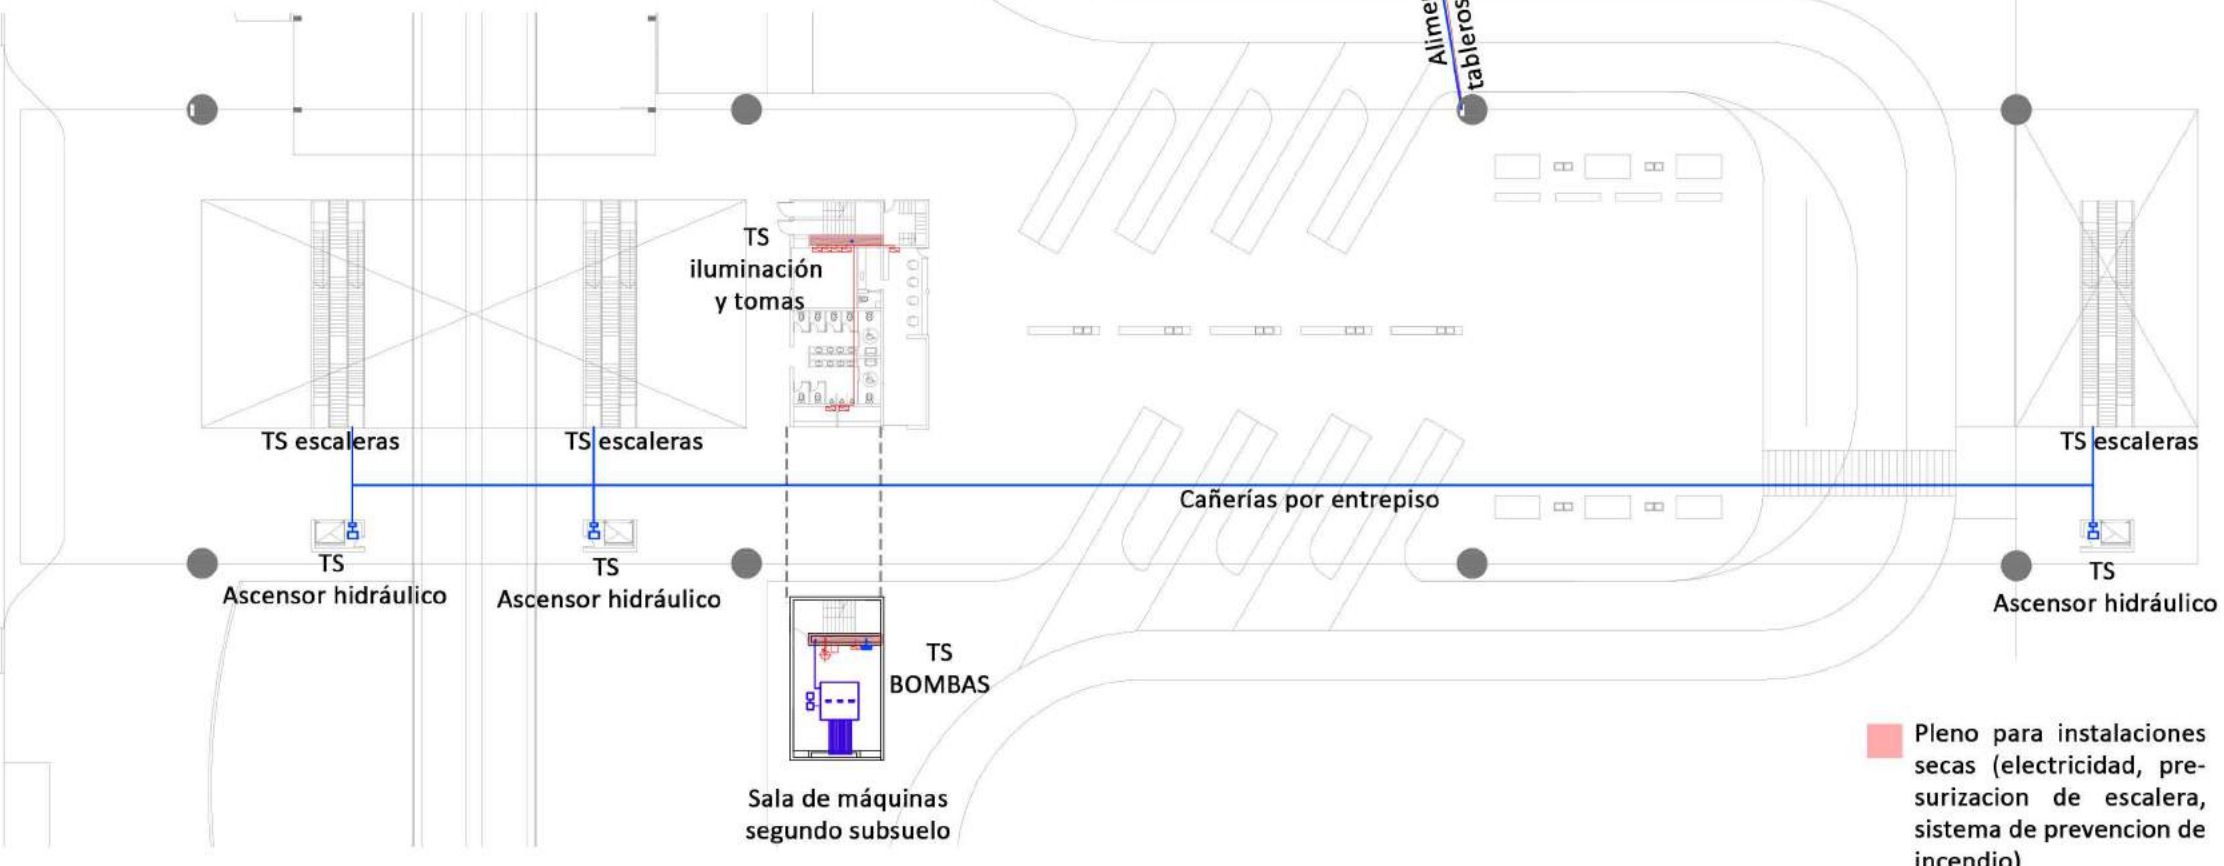 Alime
tableros
TS
iluminación
y tomas
TS escaleras
TS escaleras
TS escaleras
Cañerías por entrepiso
TS
Ascensor hidráulico
TS
Ascensor hidráulico
TS
Ascensor hidráulico
TS
BOMBAS
Sala de máquinas
segundo subsuelo
Pleno para instalaciones
secas (electricidad, pre-
surizacion de escalera,
sistema de prevencion de
incendio)